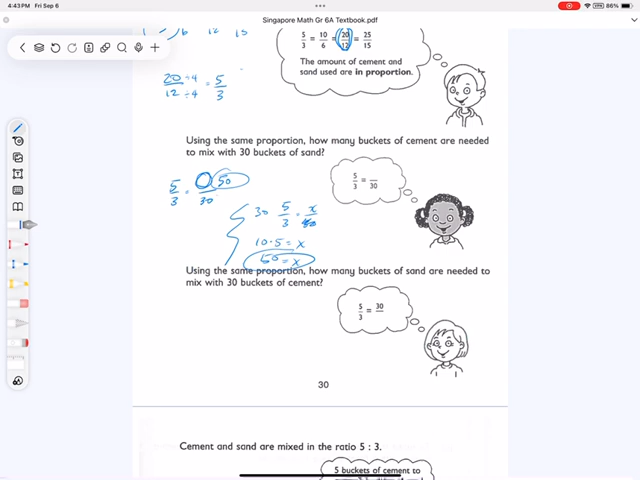 4:43 PM Fri Sep 6
86%
Singapore Math Gr 6A Textbook.pdf
6 12 15
5/3 = 10/6 = 20/12 = 25/15
The amount of cement and
sand used are in proportion.
20 ÷4 / 12 ÷4 = 5/3
Using the same proportion, how many buckets of cement are needed
to mix with 30 buckets of sand?
5/3 = /30 50
5/3 = /30
30 5/3 = x/30
10·5 = x
50 = x
Using the same proportion, how many buckets of sand are needed to
mix with 30 buckets of cement?
5/3 = 30/
30
Cement and sand are mixed in the ratio 5 : 3.
5 buckets of cement to